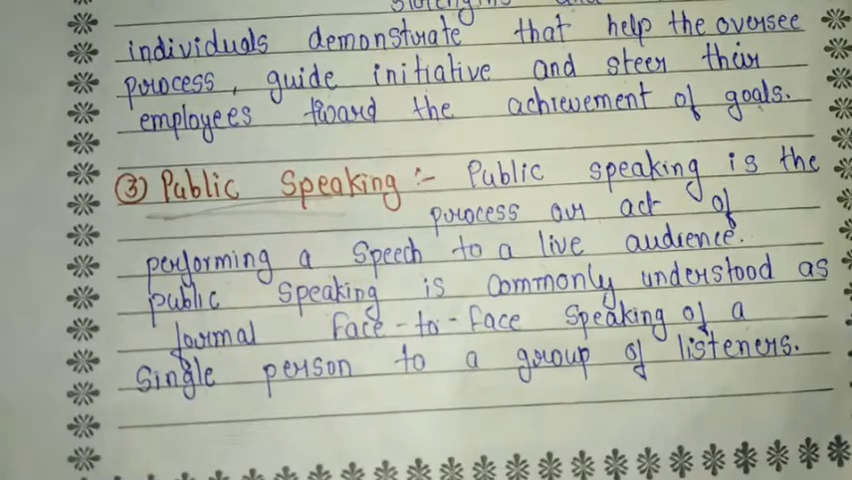 individuals demonstrate that help the oversee
process, guide initiative and steer their
employees toward the achievement of goals.
③ Public Speaking :- Public speaking is the
process or act of
performing a speech to a live audience.
public speaking is commonly understood as
formal face-to-face speaking of a
single person to a group of listeners.